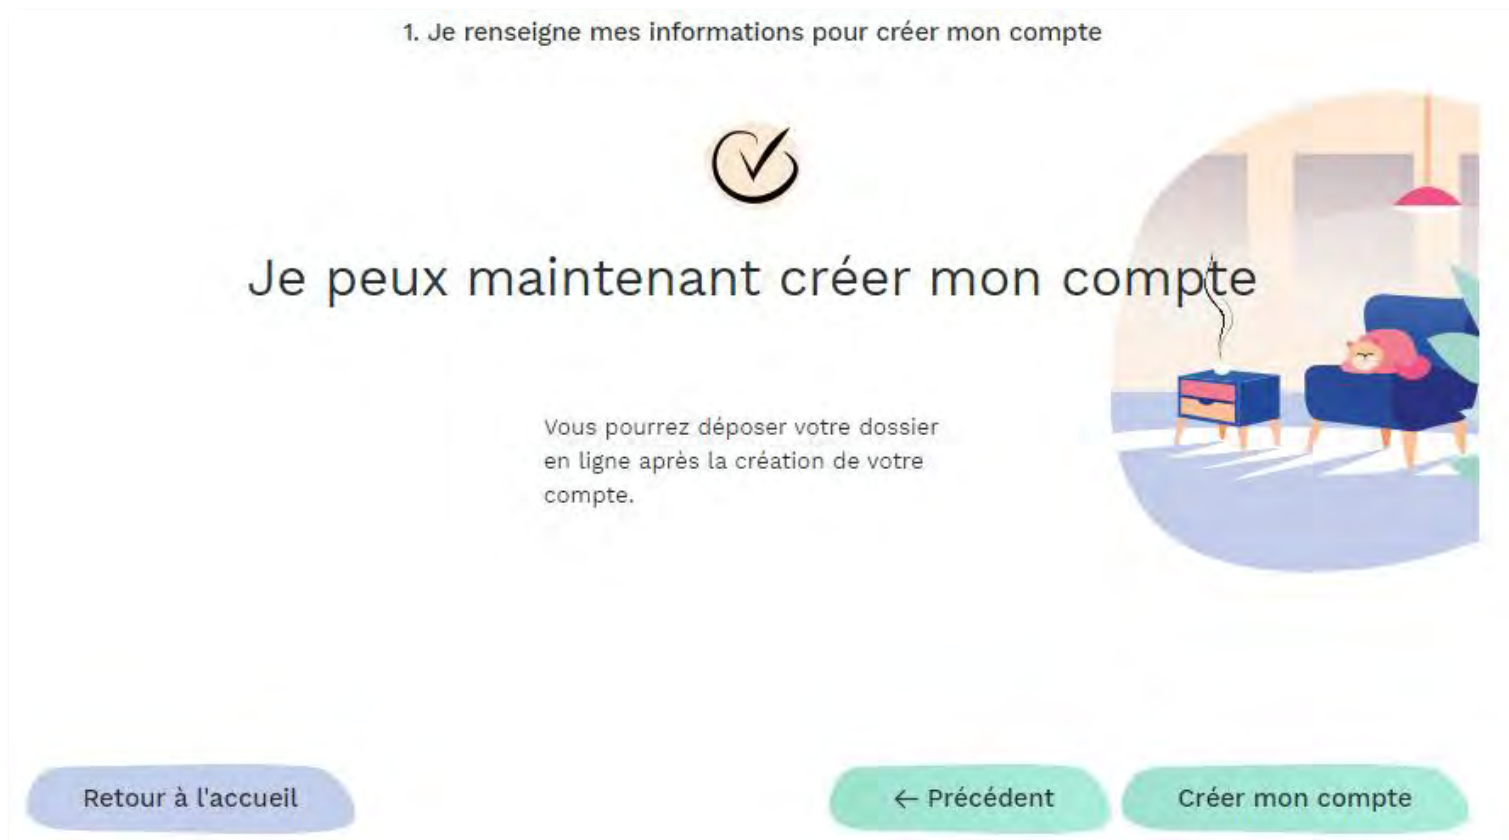 1. Je renseigne mes informations pour créer mon compte
Je peux maintenant créer mon compte
Vous pourrez déposer votre dossier
en ligne après la création de votre
compte.
Retour à l'accueil
← Précédent
Créer mon compte